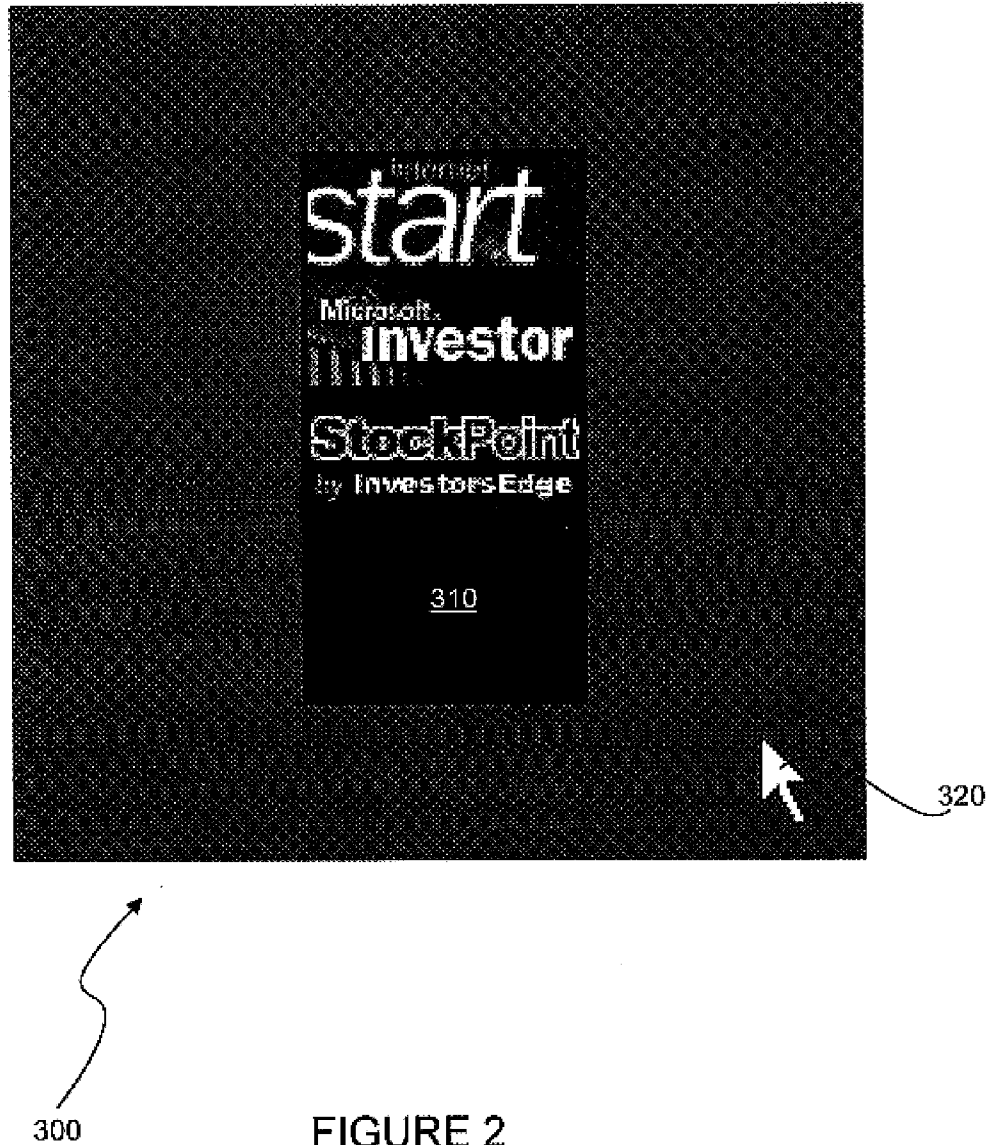 internet
start
Microsoft
investor
StockPoint
by InvestorsEdge
310
320
300
FIGURE 2